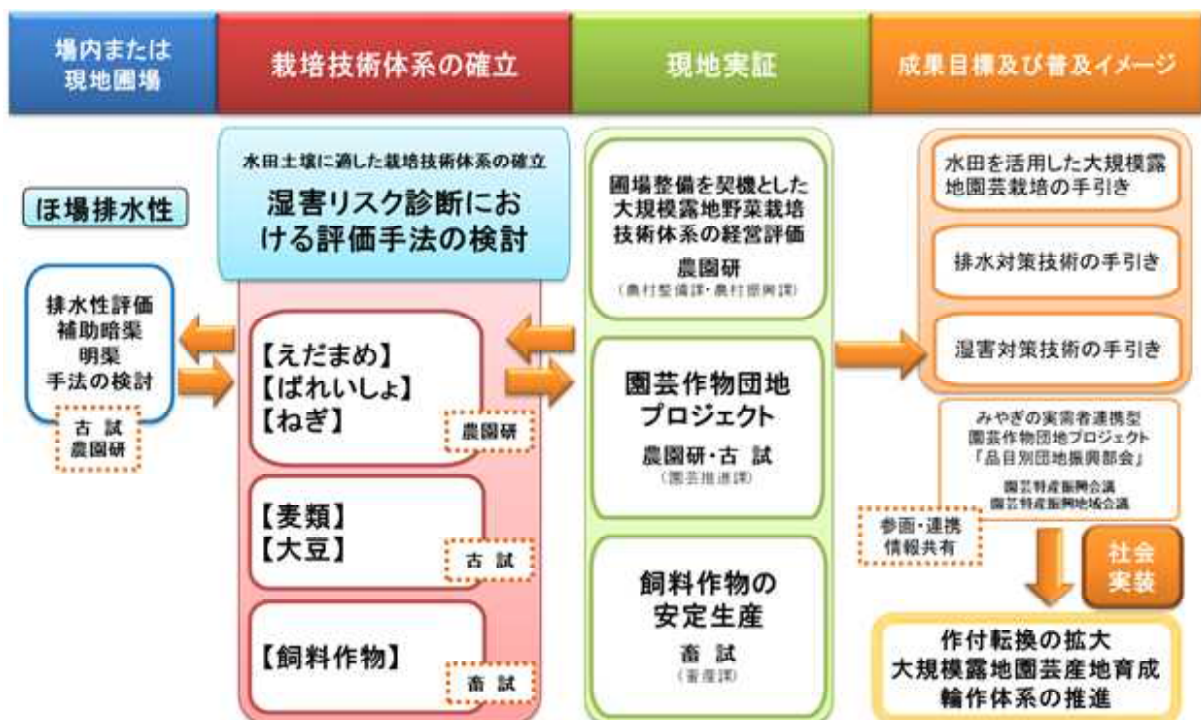 場内または
現地圃場
栽培技術体系の確立
現地実証
成果目標及び普及イメージ
ほ場排水性
排水性評価
補助暗渠
明渠
手法の検討
古 試
農園研
水田土壌に適した栽培技術体系の確立
湿害リスク診断にお
ける評価手法の検討
【えだまめ】
【ばれいしょ】
【ねぎ】
農園研
【麦類】
【大豆】
古 試
【飼料作物】
畜 試
圃場整備を契機とした
大規模露地野菜栽培
技術体系の経営評価
農園研
（農村整備課・農村振興課）
園芸作物団地
プロジェクト
農園研・古 試
（園芸推進課）
飼料作物の
安定生産
畜 試
（畜産課）
水田を活用した大規模露
地園芸栽培の手引き
排水対策技術の手引き
湿害対策技術の手引き
みやぎの実需者連携型
園芸作物団地プロジェクト
「品目別団地振興部会」
園芸特産振興会議
園芸特産振興地域会議
参画・連携
情報共有
社会
実装
作付転換の拡大
大規模露地園芸産地育成
輪作体系の推進